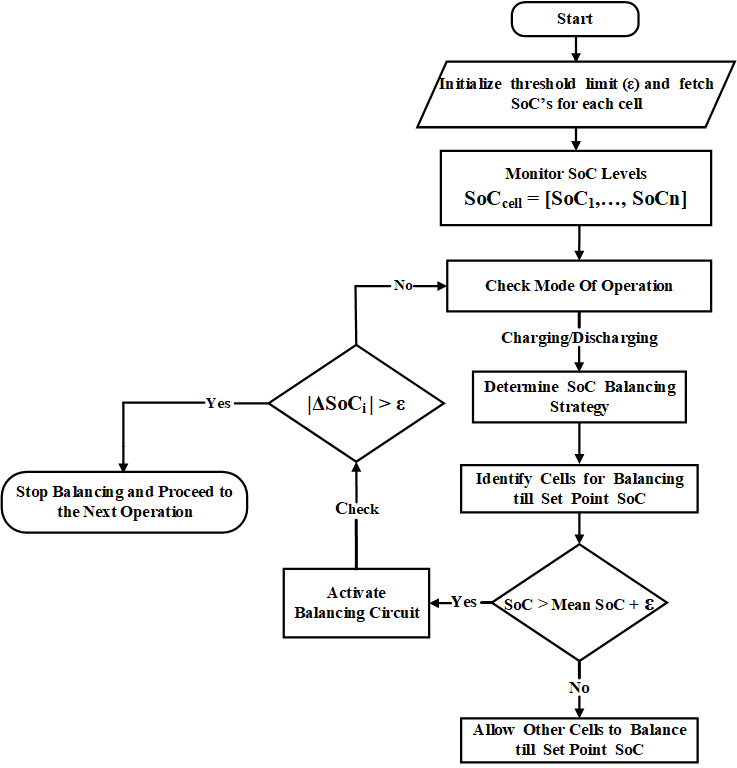 Start
Initialize threshold limit (ε) and fetch
SoC's for each cell
Monitor SoC Levels
SoCcell = [SoC1,…, SoCn]
No
Check Mode Of Operation
Charging/Discharging
|ΔSoCi| > ε
Yes
Determine SoC Balancing
Strategy
Stop Balancing and Proceed to
the Next Operation
Identify Cells for Balancing
till Set Point SoC
Check
Activate
Balancing Circuit
Yes
SoC > Mean SoC + ε
No
Allow Other Cells to Balance
till Set Point SoC